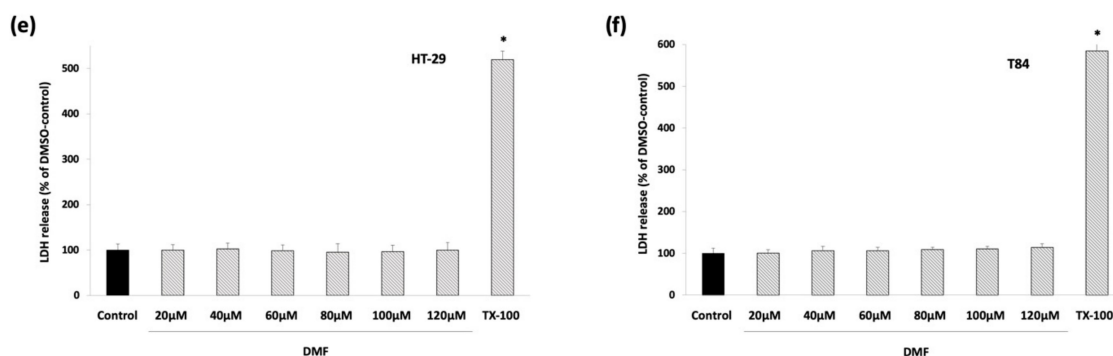 (e)
HT-29
*
LDH release (% of DMSO-control)
500
400
300
200
100
0
Control 20μM 40μM 60μM 80μM 100μM 120μM TX-100
DMF
(f)
T84
*
LDH release (% of DMSO-control)
600
500
400
300
200
100
0
Control 20μM 40μM 60μM 80μM 100μM 120μM TX-100
DMF